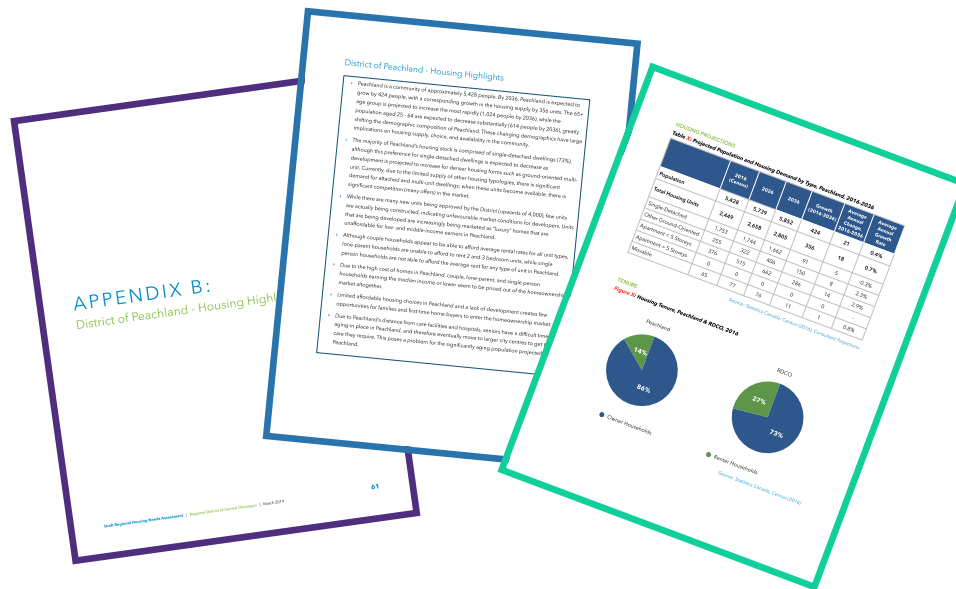 APPENDIX B:
District of Peachland - Housing Highl
61
Draft Regional Housing Needs Assessment | Regional District of Central Okanagan | March 2019
District of Peachland - Housing Highlights
• Peachland is a community of approximately 5,428 people. By 2036, Peachland is expected to
grow by 424 people, with a corresponding growth in the housing supply by 356 units. The 65+
age group is projected to increase the most rapidly (1,024 people by 2036), while the
population aged 25 - 64 are expected to decrease substantially (614 people by 2036), greatly
shifting the demographic composition of Peachland. These changing demographics have large
implications on housing supply, choice, and availability in the community.
• The majority of Peachland's housing stock is comprised of single-detached dwellings (73%),
although this preference for single-detached dwellings is expected to decrease as
development is projected to increase for denser housing forms such as ground-oriented multi-
unit. Currently, due to the limited supply of other housing typologies, there is significant
demand for attached and multi-unit dwellings; when these units become available, there is
significant competition (many offers) in the market.
• While there are many new units being approved by the District (upwards of 4,000), few units
are actually being constructed, indicating unfavourable market conditions for developers. Units
that are being developed are increasingly being marketed as "luxury" homes that are
unaffordable for low- and middle-income earners in Peachland.
• Although couple households appear to be able to afford average rental rates for all unit types,
lone-parent households are unable to afford to rent 2 and 3 bedroom units, while single
person households are not able to afford the average rent for any type of unit in Peachland.
• Due to the high cost of homes in Peachland, couple, lone-parent, and single person
households earning the median income or lower seem to be priced out of the homeownership
market altogether.
• Limited affordable housing choices in Peachland and a lack of development creates few
opportunities for families and first-time home buyers to enter the homeownership market.
• Due to Peachland's distance from care facilities and hospitals, seniors have a difficult time
aging-in place in Peachland, and therefore eventually move to larger city centres to get
care they require. This poses a problem for the significantly aging population projected
Peachland.
HOUSING PROJECTIONS
Table X: Projected Population and Housing Demand by Type, Peachland, 2016-2036
2016 (Census) 2026 2036 Growth (2016-2036) Average Annual Change, 2016-2036 Average Annual Growth Rate
Population 5,428 5,739 5,852 424 21 0.4%
Total Housing Units 2,449 2,658 2,805 356 18 0.7%
Single-Detached 1,753 1,744 1,662 -91 -5 -0.3%
Other Ground-Oriented 255 322 406 150 8 2.3%
Apartment < 5 Storeys 376 515 662 286 14 2.9%
Apartment > 5 Storeys 0 0 0 0
Movable 65 77 76 11 1 0.8%
Source: Statistics Canada, Census (2016), Consultant Projections
TENURE
Figure X: Housing Tenure, Peachland & RDCO, 2016
Peachland
14%
86%
RDCO
27%
73%
Owner Households
Renter Households
Source: Statistics Canada, Census (2016)